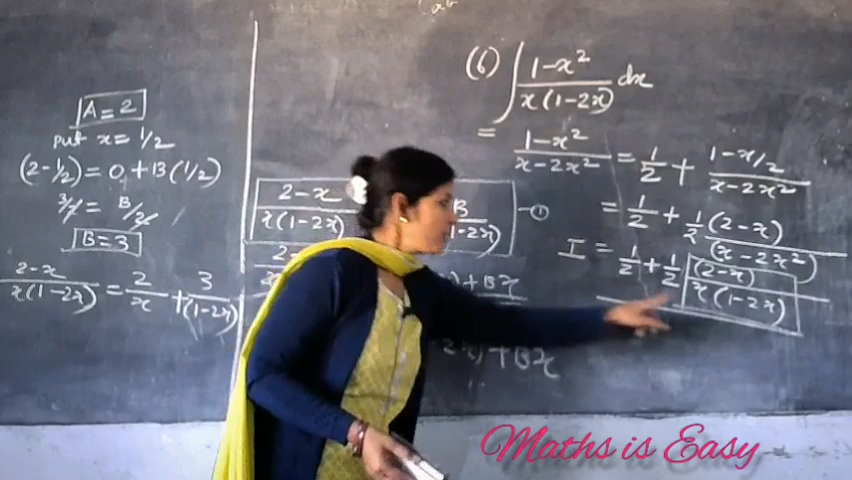 A = 2
put x = 1/2
(2-1/2) = 0 + B(1/2)
3/2 = B/2
B = 3
2-x / x(1-2x) = 2/x + 3/(1-2x)
2-x / x(1-2x) B / 1-2x) -①
2- ) + Bx
2x) + Bx
(6) ∫ 1-x² / x(1-2x) dx
= 1-x² / x-2x² = 1/2 + 1-x/2 / x-2x²
= 1/2 + 1/2 (2-x) / (x-2x²)
I = 1/2 + 1/2 (2-x) / x(1-2x)
Maths is Easy